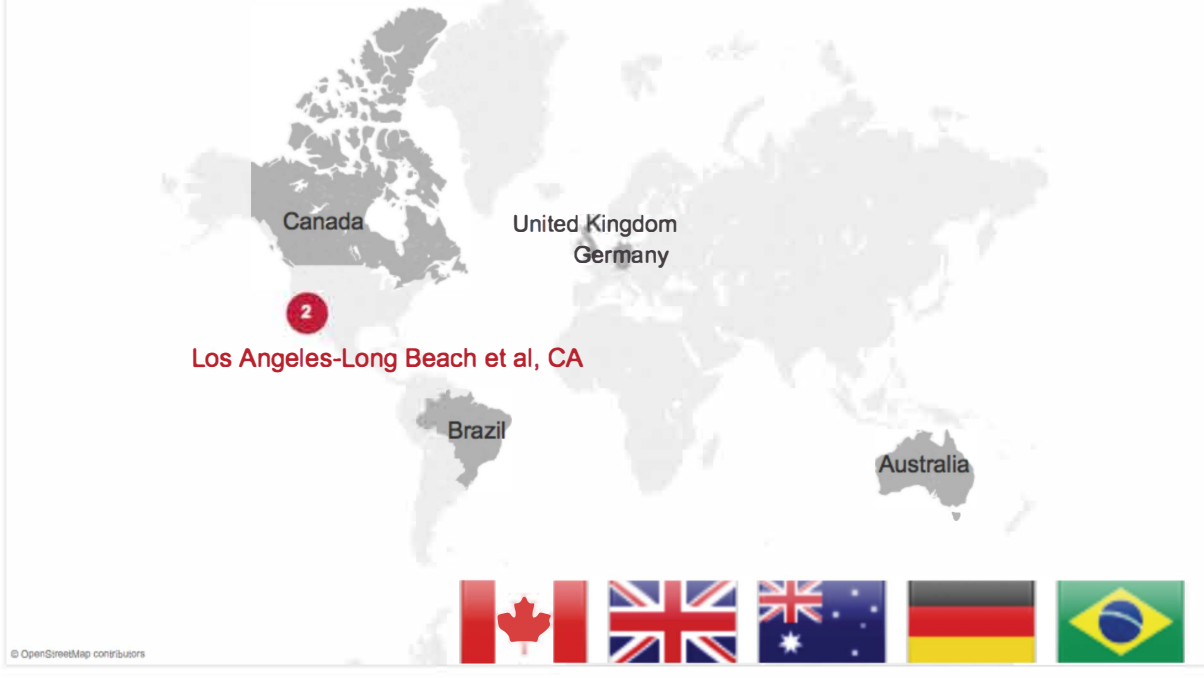 Canada
United Kingdom
Germany
2
Los Angeles-Long Beach et al, CA
Brazil
Australia
© OpenStreetMap contributors